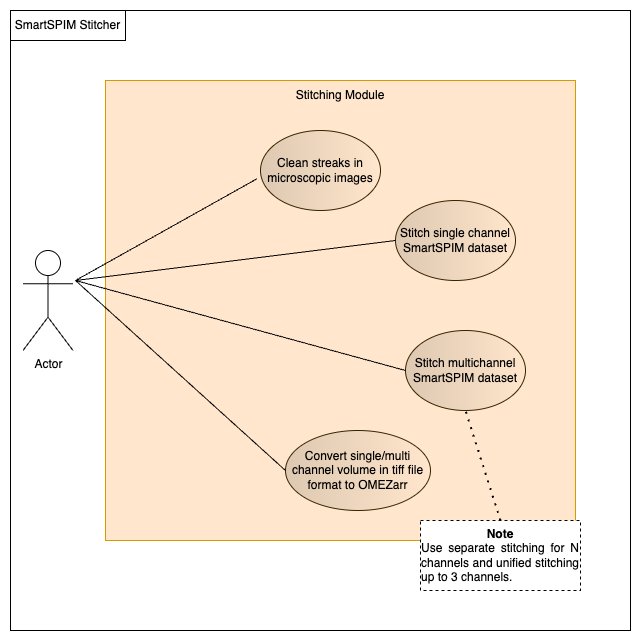 SmartSPIM Stitcher
Stitching Module
Clean streaks in
microscopic images
Stitch single channel
SmartSPIM dataset
Actor
Stitch multichannel
SmartSPIM dataset
Convert single/multi
channel volume in tiff file
format to OMEZarr
Note
Use separate stitching for N
channels and unified stitching
up to 3 channels.